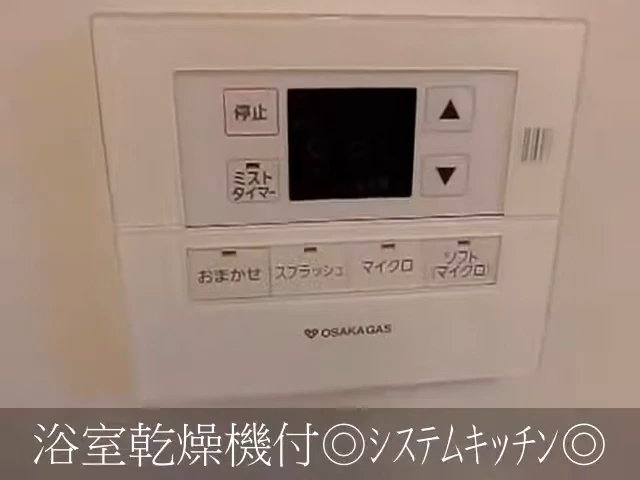 停止
▲
ミスト
タイマー
▼
おまかせ
スプラッシュ
マイクロ
ソフト
(マイクロ)
OSAKA GAS
浴室乾燥機付◎ｼｽﾃﾑｷｯﾁﾝ◎